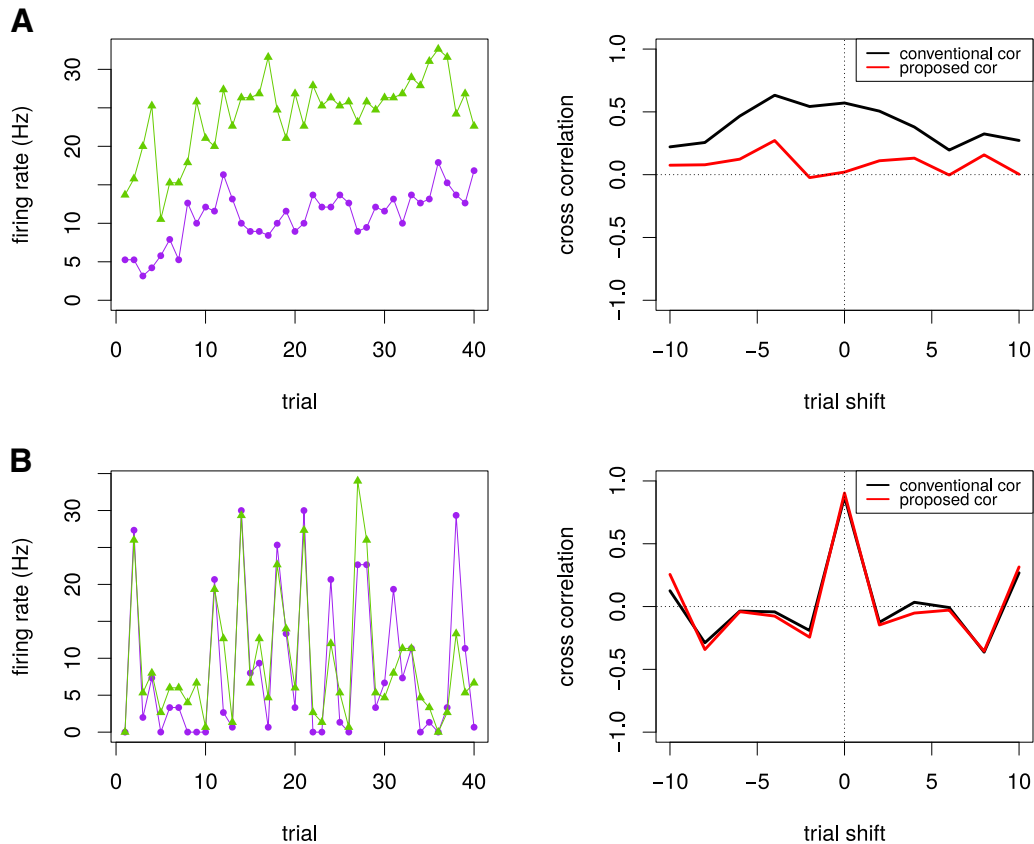 A
firing rate (Hz)
0 5 10 20 30
0 10 20 30 40
trial
cross correlation
−1.0 −0.5 0.0 0.5 1.0
conventional cor
proposed cor
−10 −5 0 5 10
trial shift
B
firing rate (Hz)
0 5 10 20 30
0 10 20 30 40
trial
cross correlation
−1.0 −0.5 0.0 0.5 1.0
conventional cor
proposed cor
−10 −5 0 5 10
trial shift